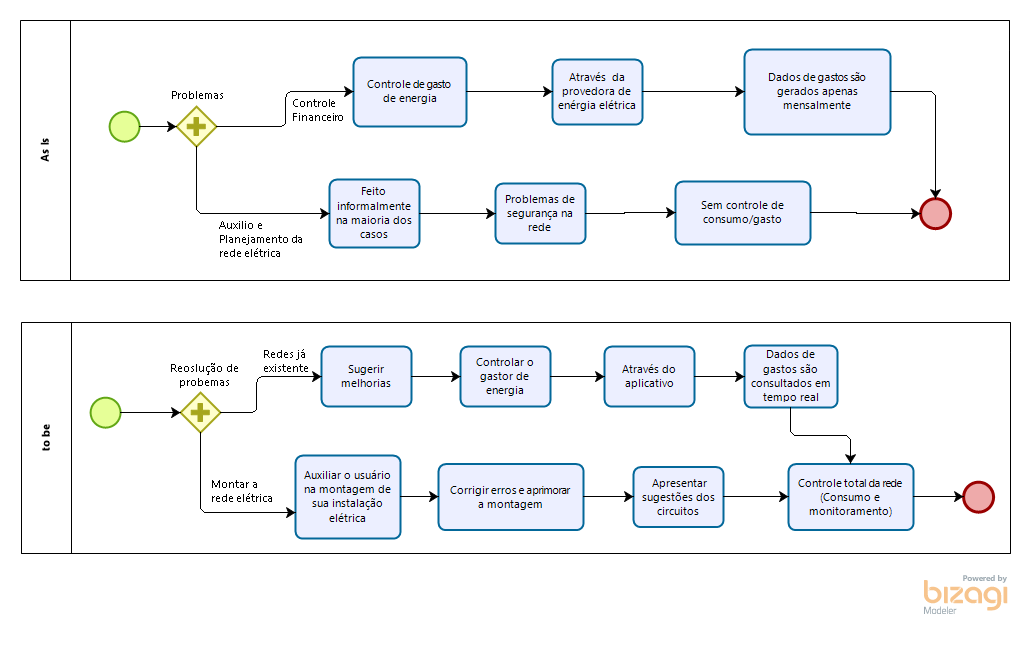 As Is
Problemas
Controle
Financeiro
Controle de gasto
de energia
Através da
provedora de
enérgia elétrica
Dados de gastos são
gerados apenas
mensalmente
Auxilio e
Planejamento da
rede elétrica
Feito
informalmente
na maioria dos
casos
Problemas de
segurança na
rede
Sem controle de
consumo/gasto
to be
Reoslução de
probemas
Redes já
existente
Sugerir
melhorias
Controlar o
gastor de
energia
Através do
aplicativo
Dados de
gastos são
consultados em
tempo real
Montar a
rede elétrica
Auxiliar o usuário
na montagem de
sua instalação
elétrica
Corrigir erros e aprimorar
a montagem
Apresentar
sugestões dos
circuitos
Controle total da rede
(Consumo e
monitoramento)
Powered by
bizagi
Modeler